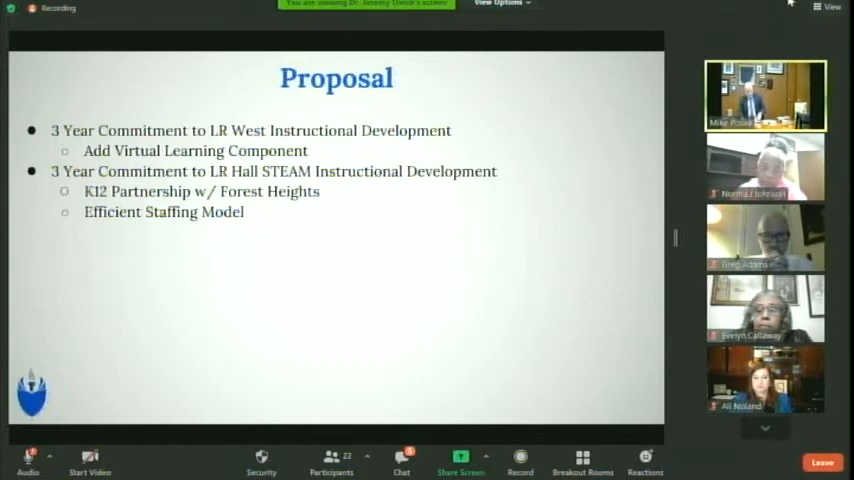 Recording
You are viewing Dr. Jeremy Owoh's screen
View Options
View
Proposal
3 Year Commitment to LR West Instructional Development
Add Virtual Learning Component
3 Year Commitment to LR Hall STEAM Instructional Development
K12 Partnership w/ Forest Heights
Efficient Staffing Model
Mike Poore
Norma Johnson
Greg Adams
Evelyn Callaway
Ali Noland
Audio
Start Video
Security
Participants
22
Chat
Share Screen
Record
Breakout Rooms
Reactions
Leave